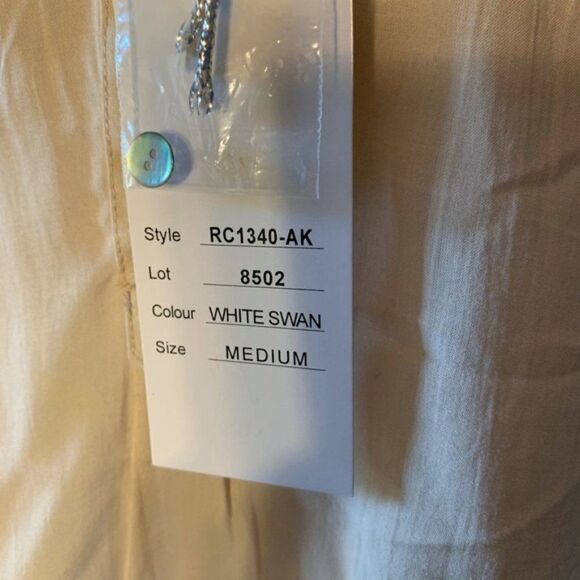 Style RC1340-AK
Lot 8502
Colour WHITE SWAN
Size MEDIUM